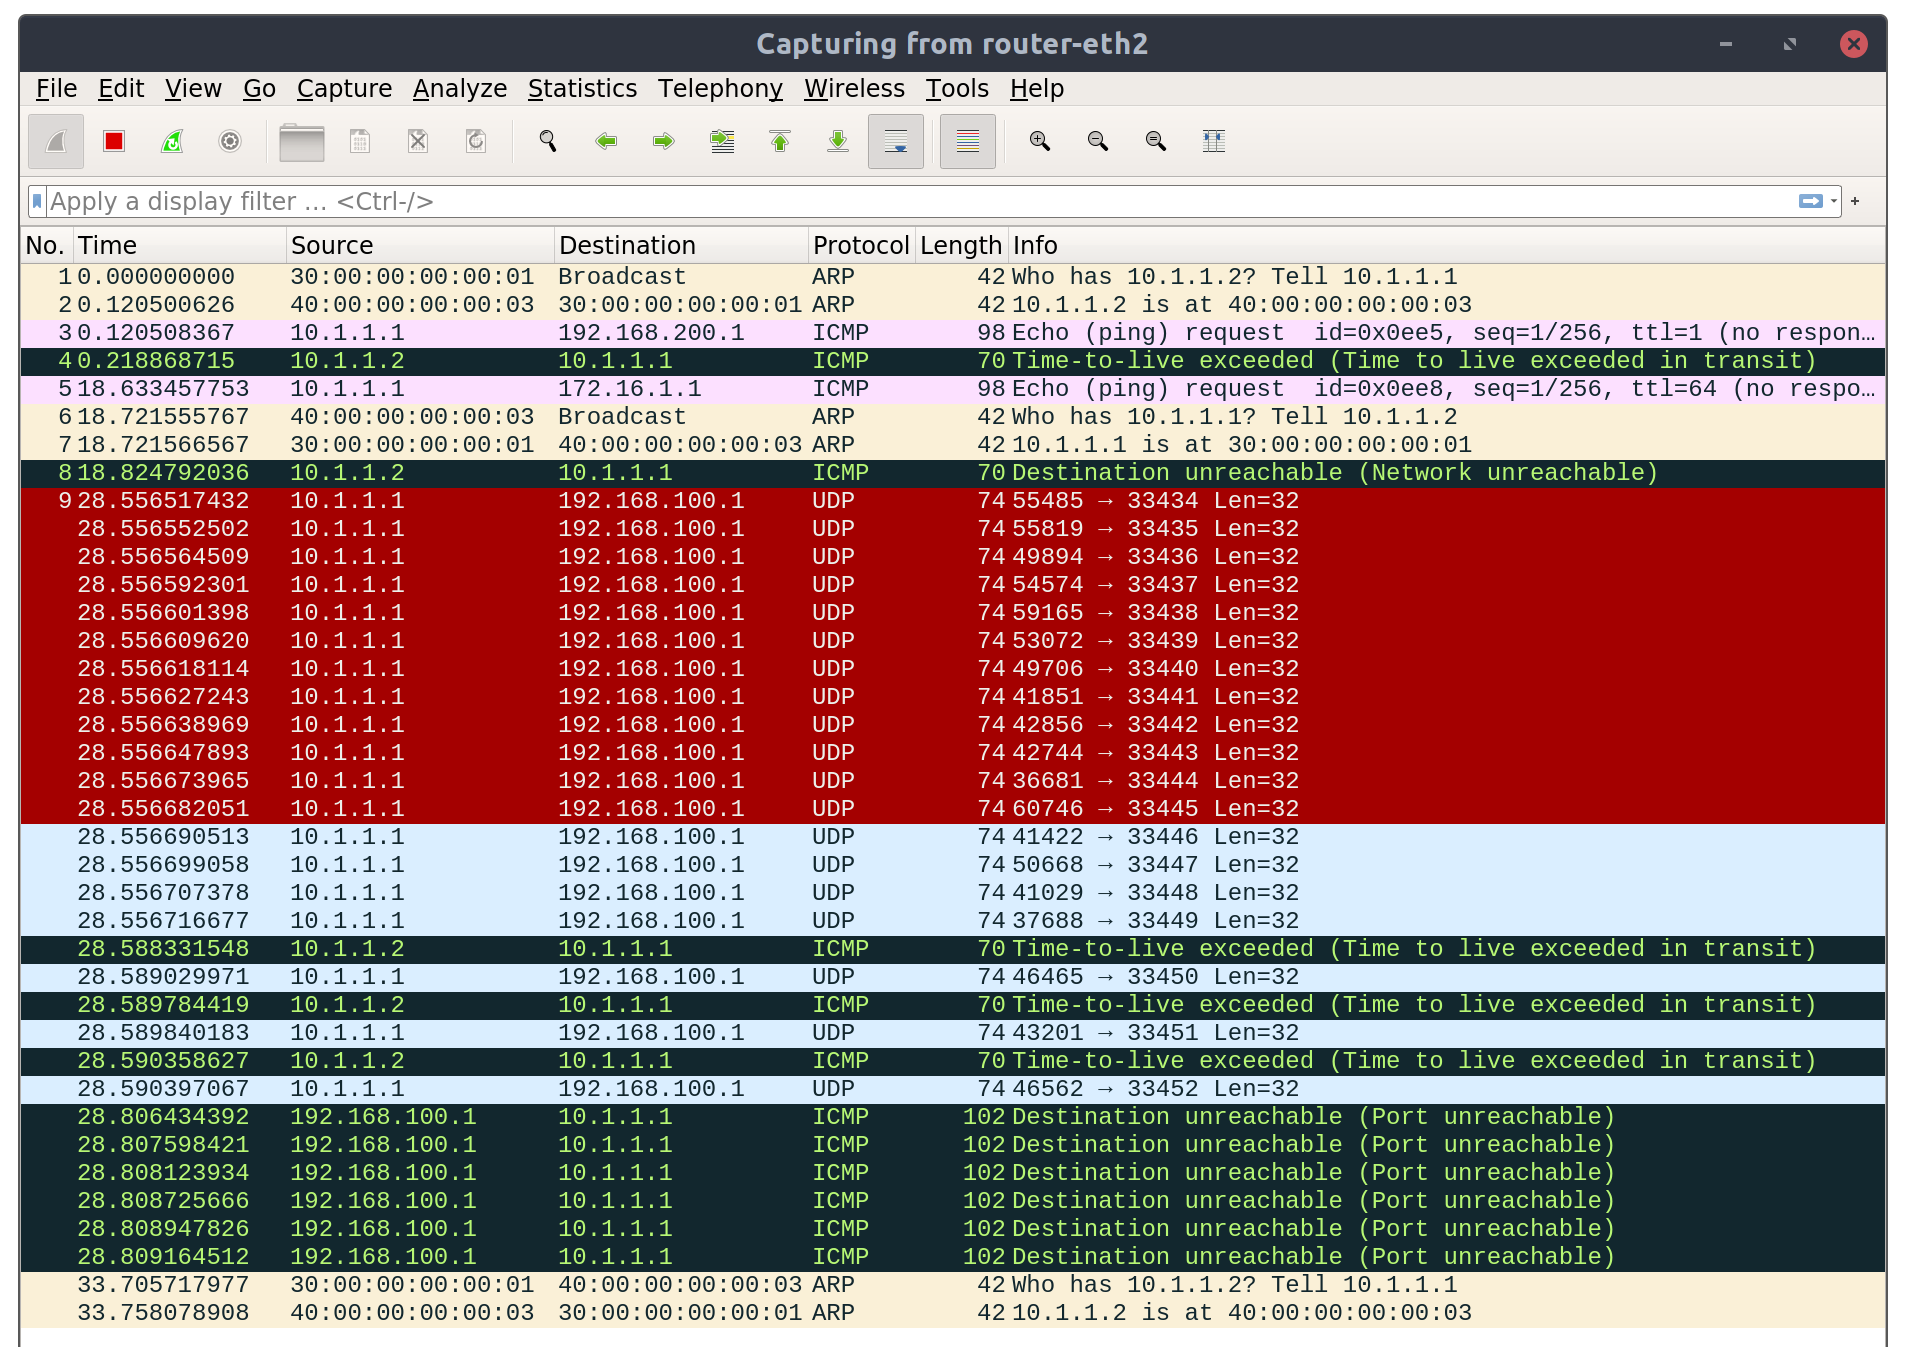 Capturing from router-eth2
File Edit View Go Capture Analyze Statistics Telephony Wireless Tools Help
Apply a display filter ... <Ctrl-/> +
No. Time Source Destination Protocol Length Info
1 0.000000000 30:00:00:00:00:01 Broadcast ARP 42 Who has 10.1.1.2? Tell 10.1.1.1
2 0.120500626 40:00:00:00:00:03 30:00:00:00:00:01 ARP 42 10.1.1.2 is at 40:00:00:00:00:03
3 0.120508367 10.1.1.1 192.168.200.1 ICMP 98 Echo (ping) request id=0x0ee5, seq=1/256, ttl=1 (no respon…
4 0.218868715 10.1.1.2 10.1.1.1 ICMP 70 Time-to-live exceeded (Time to live exceeded in transit)
5 18.633457753 10.1.1.1 172.16.1.1 ICMP 98 Echo (ping) request id=0x0ee8, seq=1/256, ttl=64 (no respo…
6 18.721555767 40:00:00:00:00:03 Broadcast ARP 42 Who has 10.1.1.1? Tell 10.1.1.2
7 18.721566567 30:00:00:00:00:01 40:00:00:00:00:03 ARP 42 10.1.1.1 is at 30:00:00:00:00:01
8 18.824792036 10.1.1.2 10.1.1.1 ICMP 70 Destination unreachable (Network unreachable)
9 28.556517432 10.1.1.1 192.168.100.1 UDP 74 55485 → 33434 Len=32
28.556552502 10.1.1.1 192.168.100.1 UDP 74 55819 → 33435 Len=32
28.556564509 10.1.1.1 192.168.100.1 UDP 74 49894 → 33436 Len=32
28.556592301 10.1.1.1 192.168.100.1 UDP 74 54574 → 33437 Len=32
28.556601398 10.1.1.1 192.168.100.1 UDP 74 59165 → 33438 Len=32
28.556609620 10.1.1.1 192.168.100.1 UDP 74 53072 → 33439 Len=32
28.556618114 10.1.1.1 192.168.100.1 UDP 74 49706 → 33440 Len=32
28.556627243 10.1.1.1 192.168.100.1 UDP 74 41851 → 33441 Len=32
28.556638969 10.1.1.1 192.168.100.1 UDP 74 42856 → 33442 Len=32
28.556647893 10.1.1.1 192.168.100.1 UDP 74 42744 → 33443 Len=32
28.556673965 10.1.1.1 192.168.100.1 UDP 74 36681 → 33444 Len=32
28.556682051 10.1.1.1 192.168.100.1 UDP 74 60746 → 33445 Len=32
28.556690513 10.1.1.1 192.168.100.1 UDP 74 41422 → 33446 Len=32
28.556699058 10.1.1.1 192.168.100.1 UDP 74 50668 → 33447 Len=32
28.556707378 10.1.1.1 192.168.100.1 UDP 74 41029 → 33448 Len=32
28.556716677 10.1.1.1 192.168.100.1 UDP 74 37688 → 33449 Len=32
28.588331548 10.1.1.2 10.1.1.1 ICMP 70 Time-to-live exceeded (Time to live exceeded in transit)
28.589029971 10.1.1.1 192.168.100.1 UDP 74 46465 → 33450 Len=32
28.589784419 10.1.1.2 10.1.1.1 ICMP 70 Time-to-live exceeded (Time to live exceeded in transit)
28.589840183 10.1.1.1 192.168.100.1 UDP 74 43201 → 33451 Len=32
28.590358627 10.1.1.2 10.1.1.1 ICMP 70 Time-to-live exceeded (Time to live exceeded in transit)
28.590397067 10.1.1.1 192.168.100.1 UDP 74 46562 → 33452 Len=32
28.806434392 192.168.100.1 10.1.1.1 ICMP 102 Destination unreachable (Port unreachable)
28.807598421 192.168.100.1 10.1.1.1 ICMP 102 Destination unreachable (Port unreachable)
28.808123934 192.168.100.1 10.1.1.1 ICMP 102 Destination unreachable (Port unreachable)
28.808725666 192.168.100.1 10.1.1.1 ICMP 102 Destination unreachable (Port unreachable)
28.808947826 192.168.100.1 10.1.1.1 ICMP 102 Destination unreachable (Port unreachable)
28.809164512 192.168.100.1 10.1.1.1 ICMP 102 Destination unreachable (Port unreachable)
33.705717977 30:00:00:00:00:01 40:00:00:00:00:03 ARP 42 Who has 10.1.1.2? Tell 10.1.1.1
33.758078908 40:00:00:00:00:03 30:00:00:00:00:01 ARP 42 10.1.1.2 is at 40:00:00:00:00:03